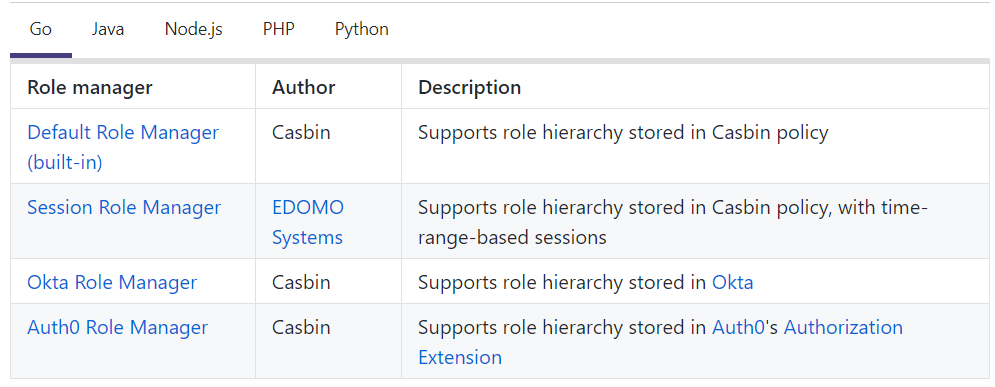 Go Java Node.js PHP Python
Role manager Author Description
Default Role Manager Casbin Supports role hierarchy stored in Casbin policy
(built-in)
Session Role Manager EDOMO Supports role hierarchy stored in Casbin policy, with time-
Systems range-based sessions
Okta Role Manager Casbin Supports role hierarchy stored in Okta
Auth0 Role Manager Casbin Supports role hierarchy stored in Auth0's Authorization
Extension